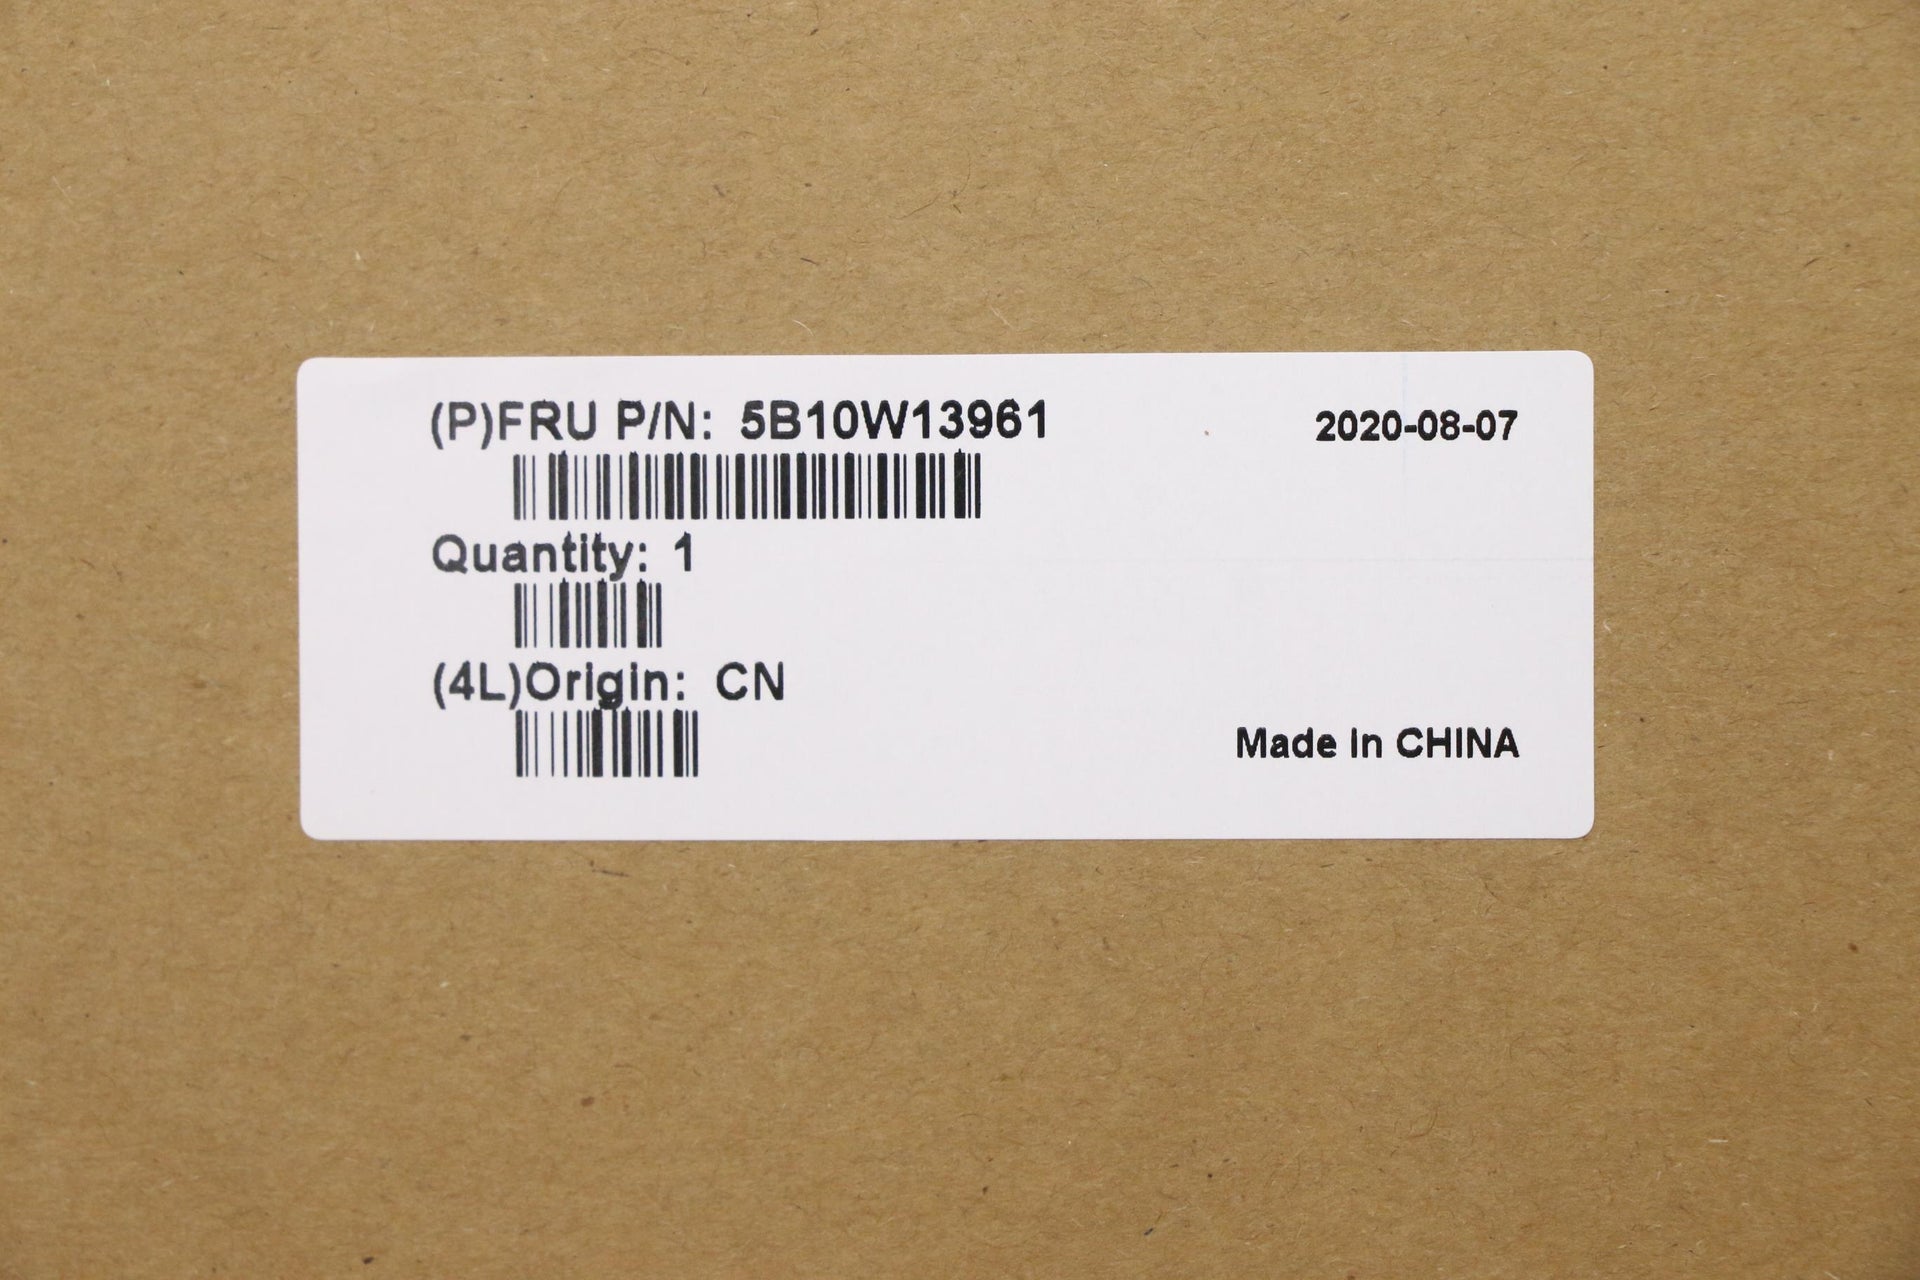 (P)FRU P/N: 5B10W13961
2020-08-07
Quantity: 1
(4L)Origin: CN
Made In CHINA